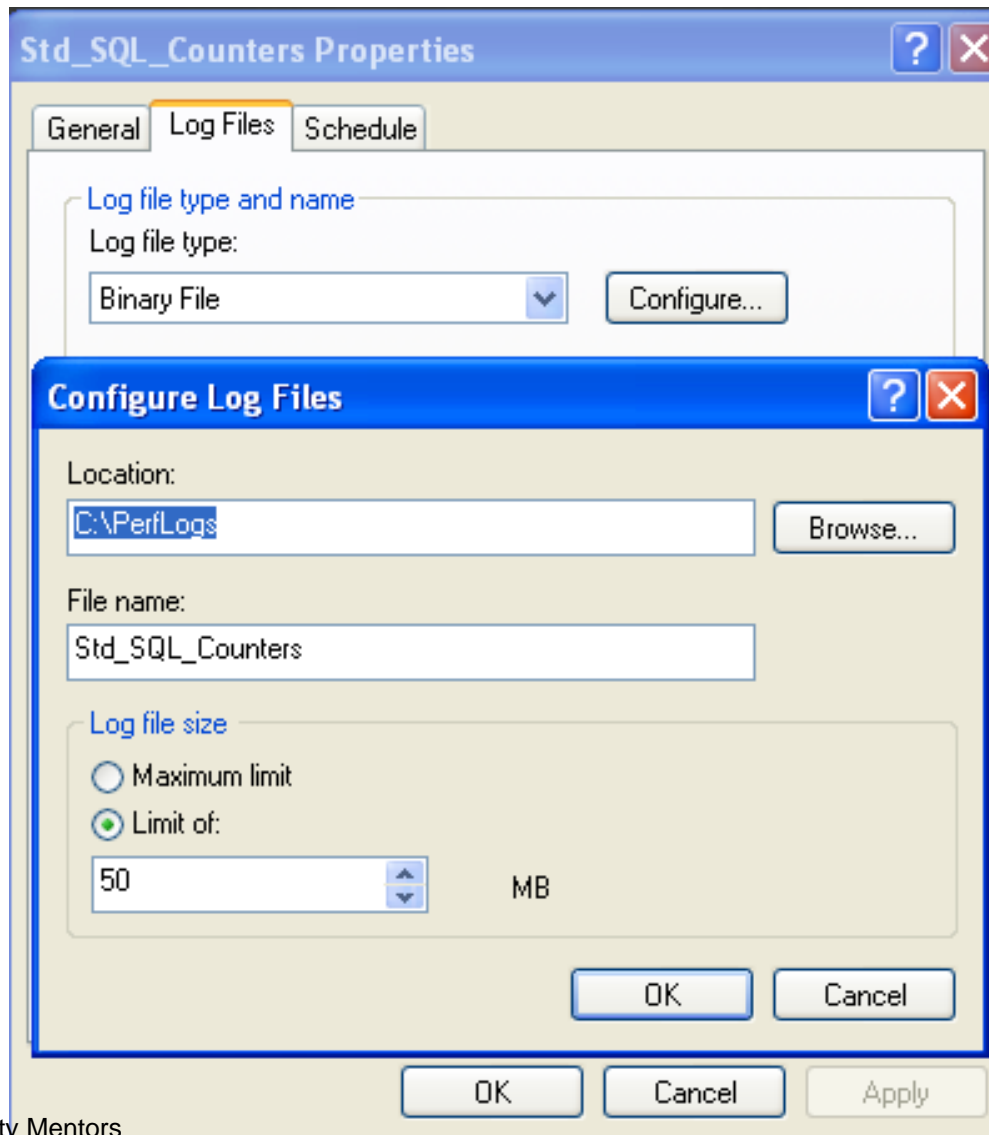 Std_SQL_Counters Properties
General Log Files Schedule
Log file type and name
Log file type:
Binary File Configure...
Configure Log Files
Location:
C:\PerfLogs Browse...
File name:
Std_SQL_Counters
Log file size
Maximum limit
Limit of:
50 MB
OK Cancel
OK Cancel Apply
Mentors